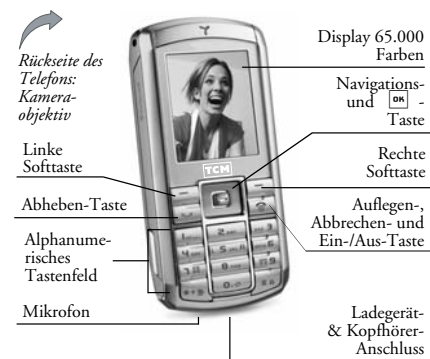 Rückseite des
Telefons:
Kamera-
objektiv
Linke
Softtaste
Abheben-Taste
Alphanume-
risches
Tastenfeld
Mikrofon
TCM
Display 65.000
Farben
Navigations-
und OK -
Taste
Rechte
Softtaste
Auflegen-,
Abbrechen- und
Ein-/Aus-Taste
Ladegerät-
& Kopfhörer-
Anschluss